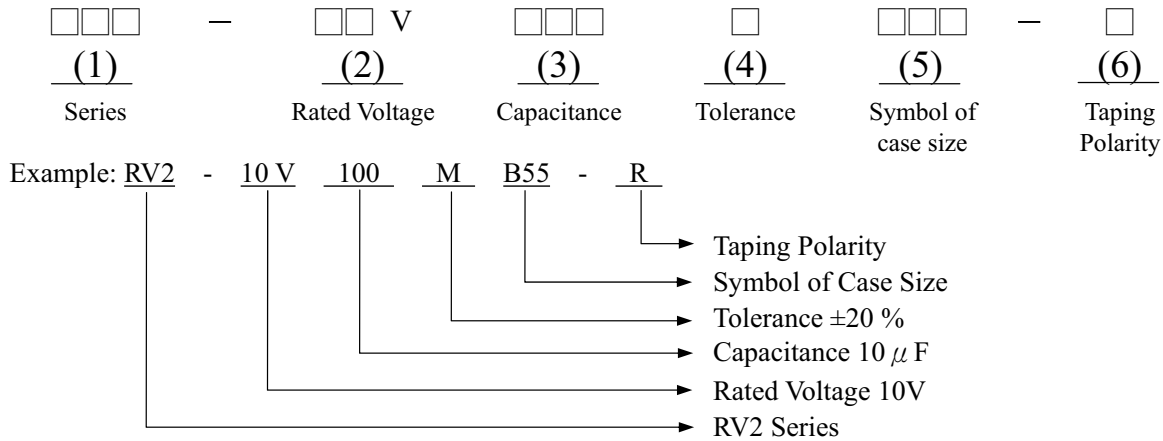 □□□ – □□ V □□□ □ □□□ – □
(1) (2) (3) (4) (5) (6)
Series Rated Voltage Capacitance Tolerance Symbol of case size Taping Polarity
Example: RV2 - 10 V 100 M B55 - R
Taping Polarity
Symbol of Case Size
Tolerance ±20 %
Capacitance 10 μ F
Rated Voltage 10V
RV2 Series